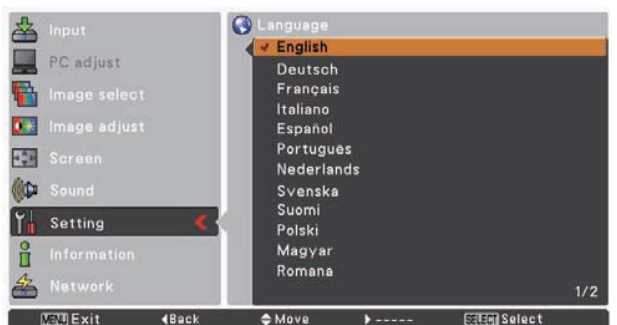 Input
PC adjust
Image select
Image adjust
Screen
Sound
Setting
Information
Network
Language
English
Deutsch
Français
Italiano
Español
Português
Nederlands
Svenska
Suomi
Polski
Magyar
Romana
1/2
MENU Exit ◄Back Move ►----- SELECT Select